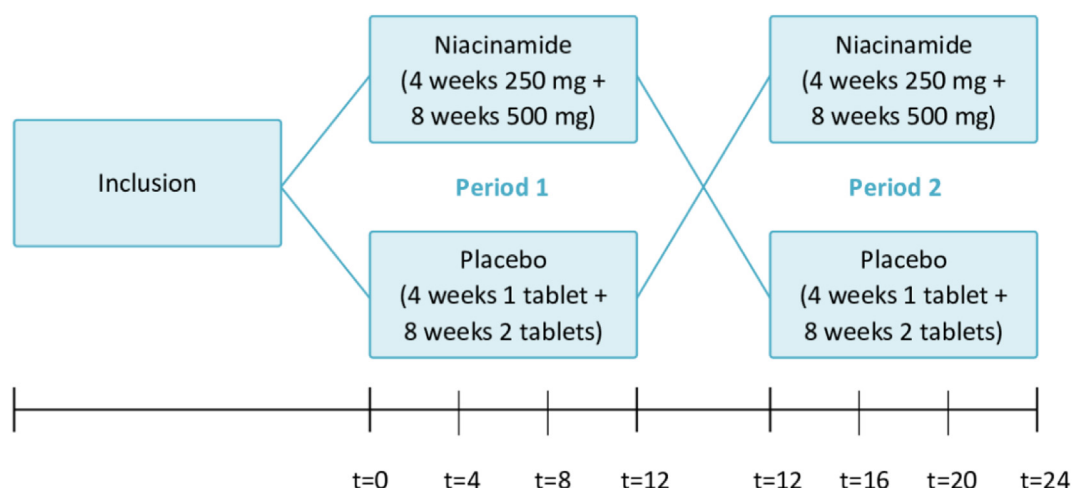 Inclusion
Niacinamide
(4 weeks 250 mg +
8 weeks 500 mg)
Period 1
Placebo
(4 weeks 1 tablet +
8 weeks 2 tablets)
Niacinamide
(4 weeks 250 mg +
8 weeks 500 mg)
Period 2
Placebo
(4 weeks 1 tablet +
8 weeks 2 tablets)
t=0 t=4 t=8 t=12 t=12 t=16 t=20 t=24